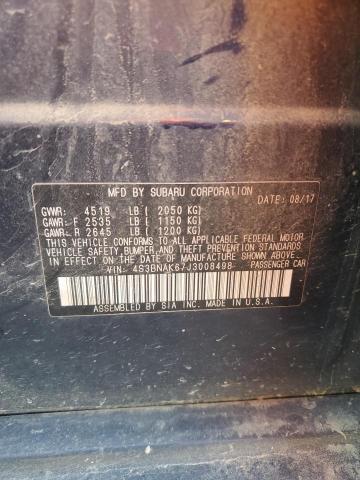 MFD BY SUBARU CORPORATION
DATE: 08/17
GVWR: 4519 LB ( 2050 KG)
GAWR: F 2535 LB ( 1150 KG)
GAWR: R 2645 LB ( 1200 KG)
THIS VEHICLE CONFORMS TO ALL APPLICABLE FEDERAL MOTOR
VEHICLE SAFETY BUMPER, AND THEFT PREVENTION STANDARDS IN
EFFECT ON THE DATE OF MANUFACTURE SHOWN ABOVE.
VIN: 4S3BNAK67J3008498 PASSENGER CAR
ASSEMBLED BY SIA INC. MADE IN U.S.A.